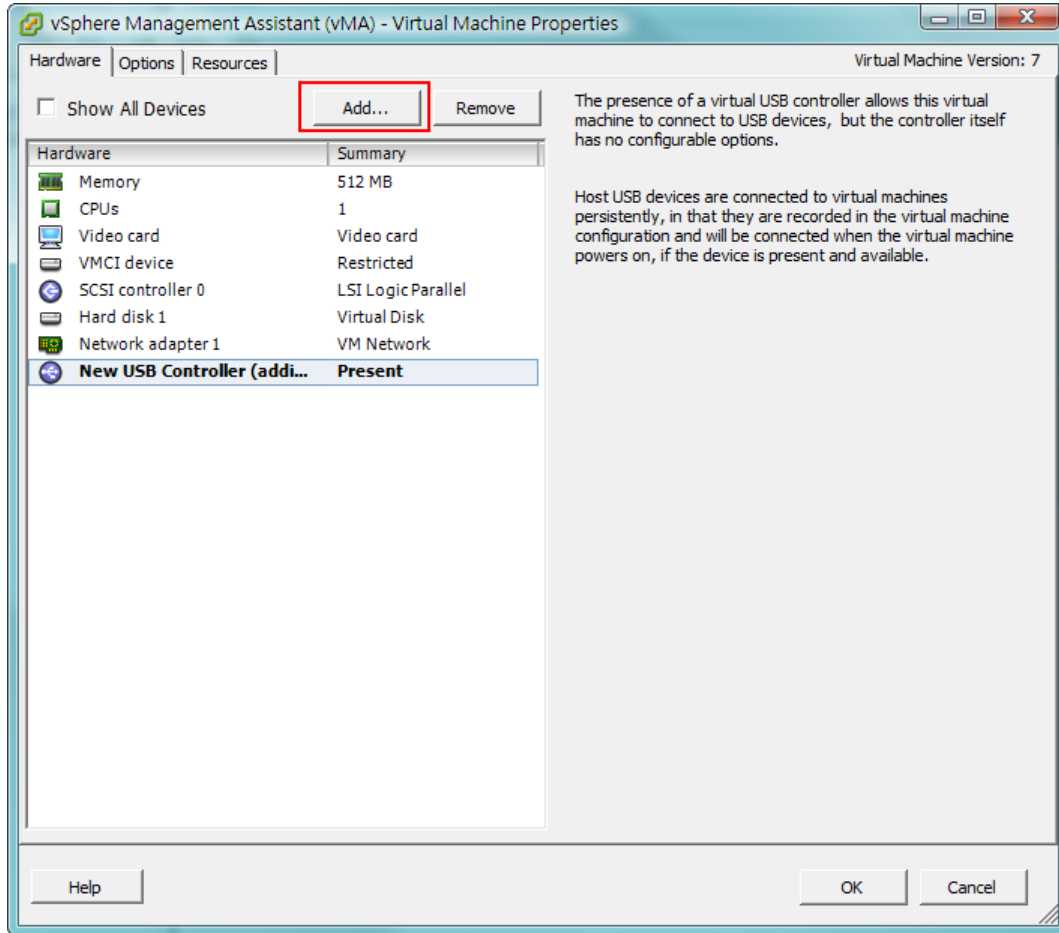 vSphere Management Assistant (vMA) - Virtual Machine Properties
Hardware Options Resources Virtual Machine Version: 7
Show All Devices Add... Remove
Hardware Summary
Memory 512 MB
CPUs 1
Video card Video card
VMCI device Restricted
SCSI controller 0 LSI Logic Parallel
Hard disk 1 Virtual Disk
Network adapter 1 VM Network
New USB Controller (addi... Present
The presence of a virtual USB controller allows this virtual
machine to connect to USB devices, but the controller itself
has no configurable options.
Host USB devices are connected to virtual machines
persistently, in that they are recorded in the virtual machine
configuration and will be connected when the virtual machine
powers on, if the device is present and available.
Help OK Cancel